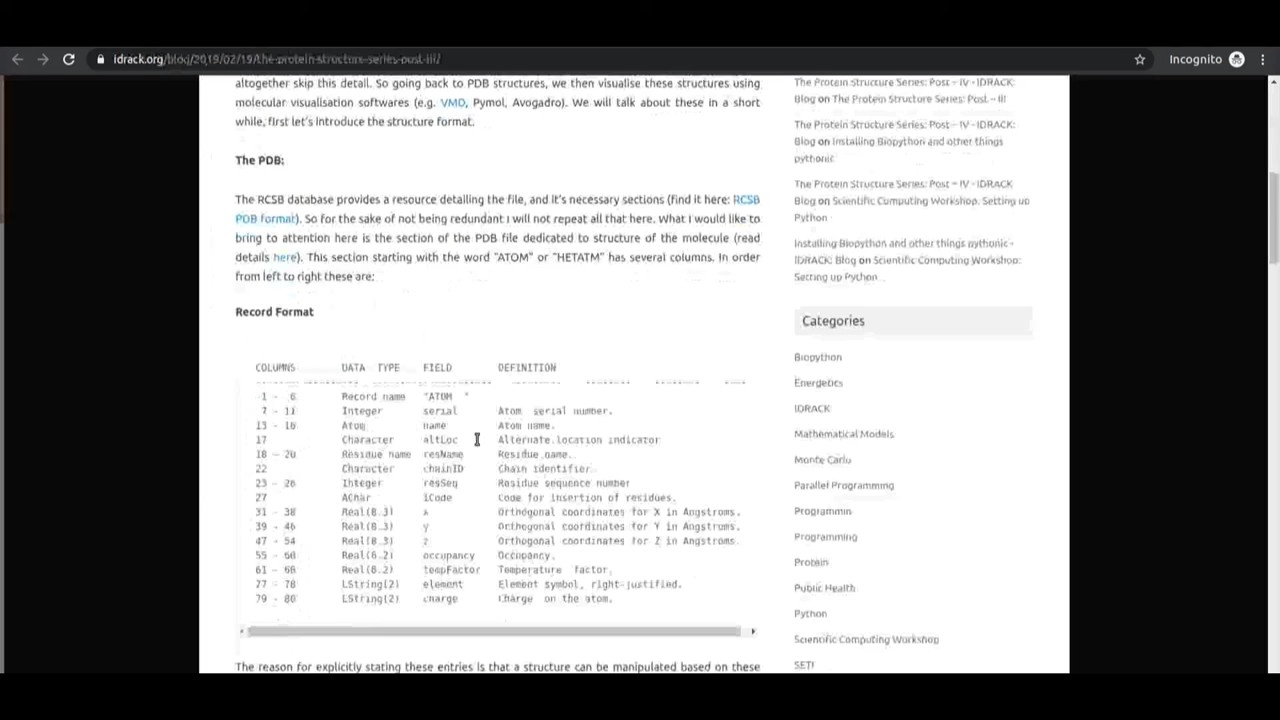 idrack.org/blog/2019/02/19/the-protein-structure-series-post-iii/
Incognito
altogether skip this detail. So going back to PDB structures, we then visualise these structures using
molecular visualisation softwares (e.g. VMD, Pymol, Avogadro). We will talk about these in a short
while, first let's introduce the structure format.
The PDB:
The RCSB database provides a resource detailing the file, and it's necessary sections (find it here: RCSB
PDB format). So for the sake of not being redundant I will not repeat all that here. What I would like to
bring to attention here is the section of the PDB file dedicated to structure of the molecule (read
details here). This section starting with the word "ATOM" or "HETATM" has several columns. In order
from left to right these are:
Record Format
COLUMNS DATA TYPE FIELD DEFINITION
1 - 6 Record name "ATOM "
7 - 11 Integer serial Atom serial number.
13 - 16 Atom name Atom name.
17 Character altLoc Alternate location indicator
18 - 20 Residue name resName Residue name.
22 Character chainID Chain identifier.
23 - 26 Integer resSeq Residue sequence number
27 AChar iCode Code for insertion of residues.
31 - 38 Real(8.3) x Orthogonal coordinates for X in Angstroms.
39 - 46 Real(8.3) y Orthogonal coordinates for Y in Angstroms.
47 - 54 Real(8.3) z Orthogonal coordinates for Z in Angstroms.
55 - 60 Real(6.2) occupancy Occupancy.
61 - 66 Real(6.2) tempFactor Temperature factor.
77 - 78 LString(2) element Element symbol, right-justified.
79 - 80 LString(2) charge Charge on the atom.
The reason for explicitly stating these entries is that a structure can be manipulated based on these
The Protein Structure Series: Post – IV - IDRACK:
Blog on The Protein Structure Series: Post – III
The Protein Structure Series: Post – IV - IDRACK:
Blog on Installing Biopython and other things
pythonic
The Protein Structure Series: Post – IV - IDRACK
Blog on Scientific Computing Workshop. Setting up
Python
Installing Biopython and other things pythonic -
IDRACK: Blog on Scientific Computing Workshop:
Setting up Python
Categories
Biopython
Energetics
IDRACK
Mathematical Models
Monte Carlo
Parallel Programming
Programmin
Programming
Protein
Public Health
Python
Scientific Computing Workshop
SETI